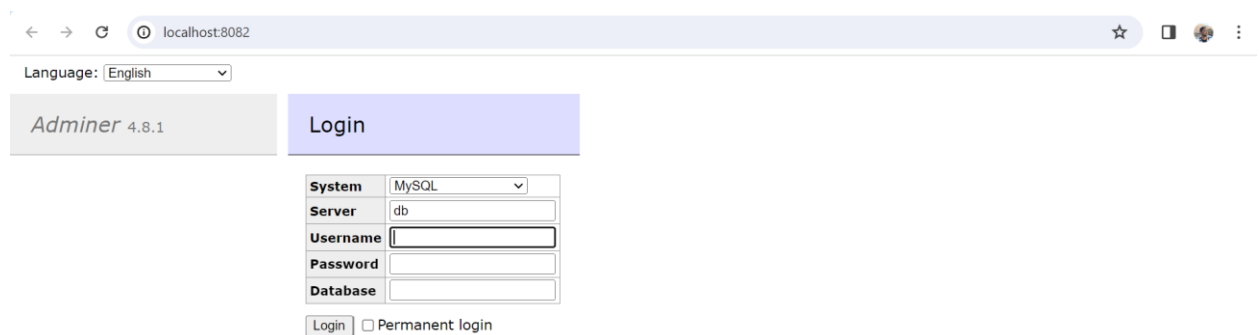 localhost:8082
Language: English
Adminer 4.8.1
Login
System MySQL
Server db
Username
Password
Database
Login Permanent login